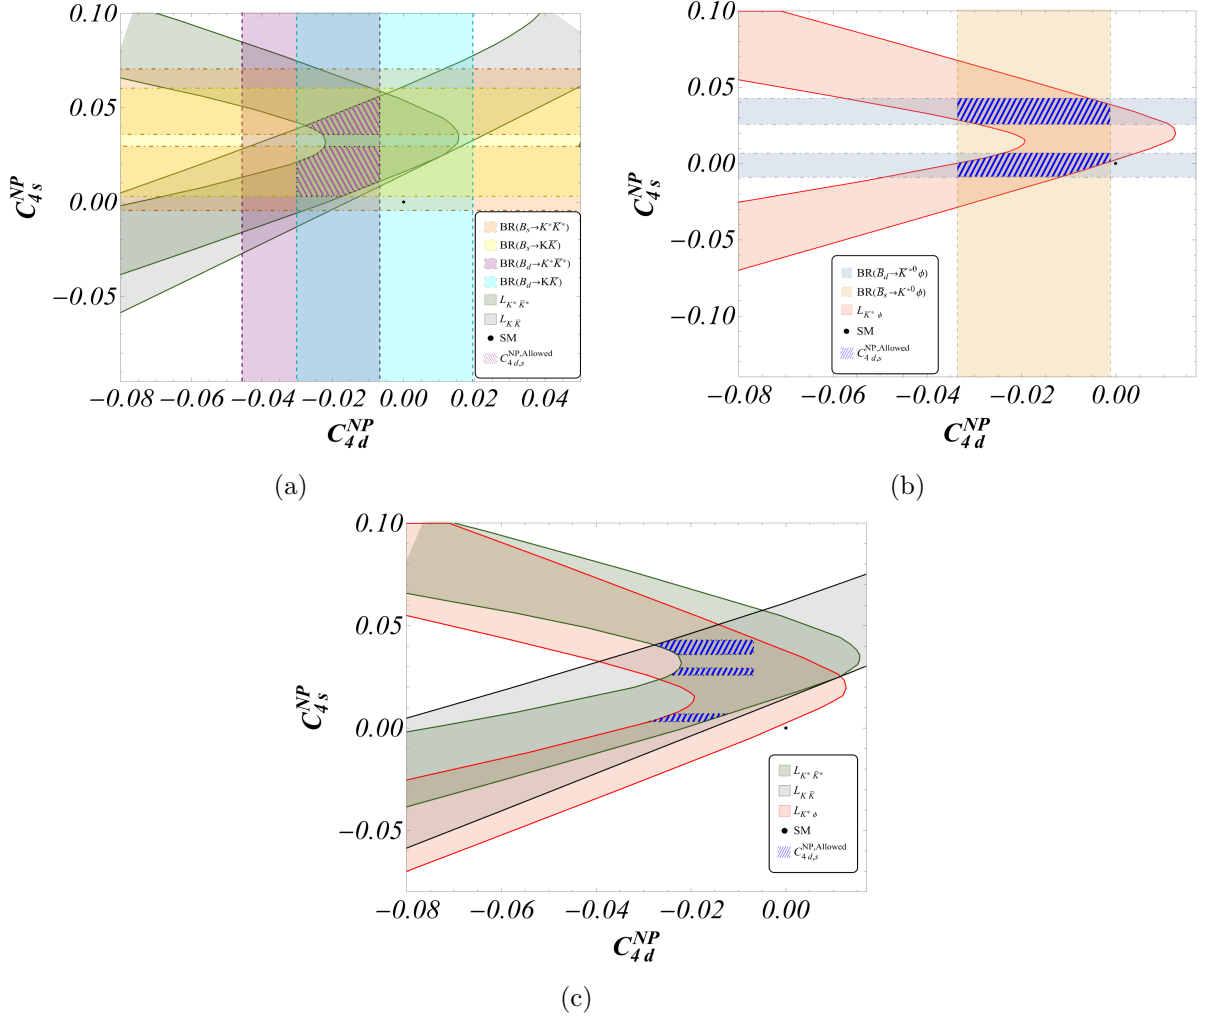 0.10
0.05
0.00
−0.05
C_{4s}^{NP}
−0.08 −0.06 −0.04 −0.02 0.00 0.02 0.04
C_{4d}^{NP}
BR(B_s→K*K̄*)
BR(B_s→KK̄)
BR(B_d→K*K̄*)
BR(B_d→KK̄)
L_{K* K̄*}
L_{K K̄}
SM
C_{4d,s}^{NP,Allowed}
(a)
0.10
0.05
0.00
−0.05
−0.10
C_{4s}^{NP}
−0.08 −0.06 −0.04 −0.02 0.00
C_{4d}^{NP}
BR(B̄_d→K̄*⁰ϕ)
BR(B̄_s→K*⁰ϕ)
L_{K* ϕ}
SM
C_{4d,s}^{NP,Allowed}
(b)
0.10
0.05
0.00
−0.05
C_{4s}^{NP}
−0.08 −0.06 −0.04 −0.02 0.00
C_{4d}^{NP}
L_{K* K̄*}
L_{K K̄}
L_{K* ϕ}
SM
C_{4d,s}^{NP,Allowed}
(c)